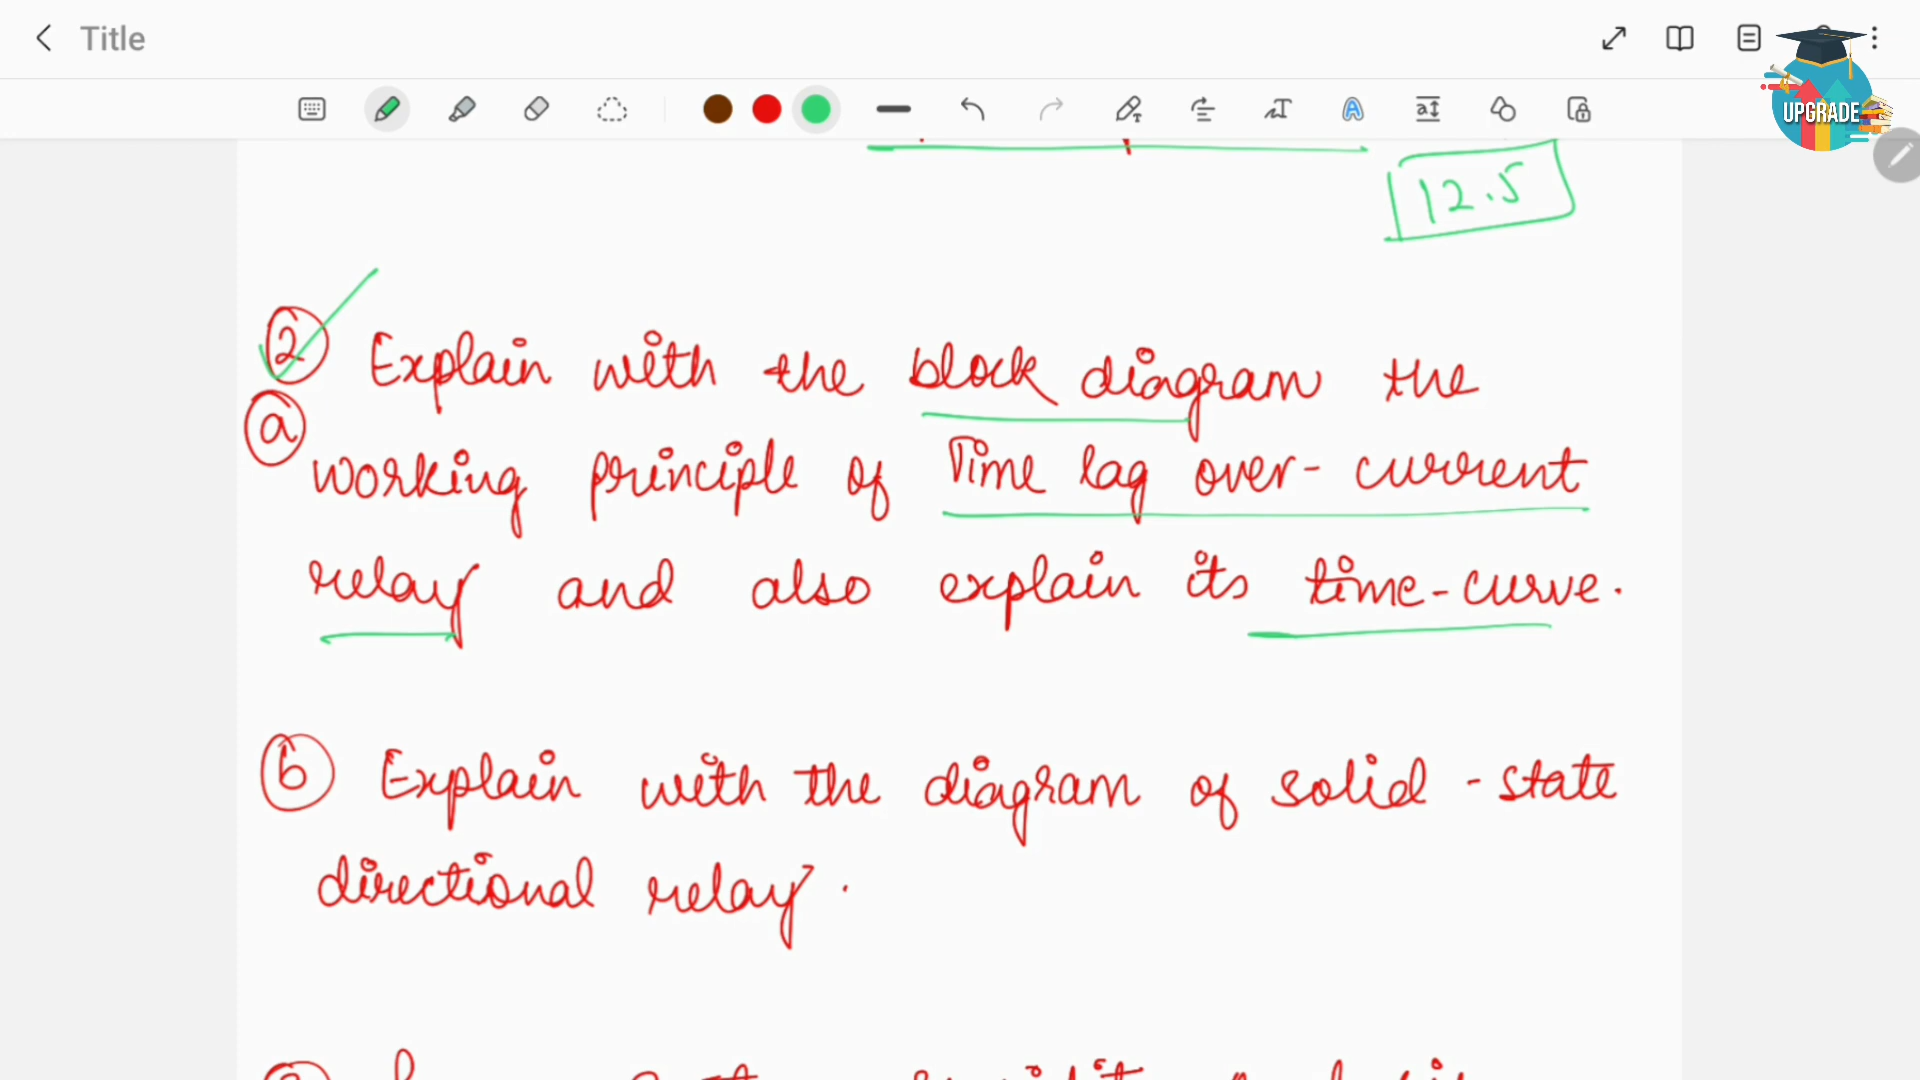 Title
UPGRADE
12.5
2 Explain with the block diagram the
a working principle of Time lag over-current
relay and also explain its time-curve.
b Explain with the diagram of solid-state
directional relay.